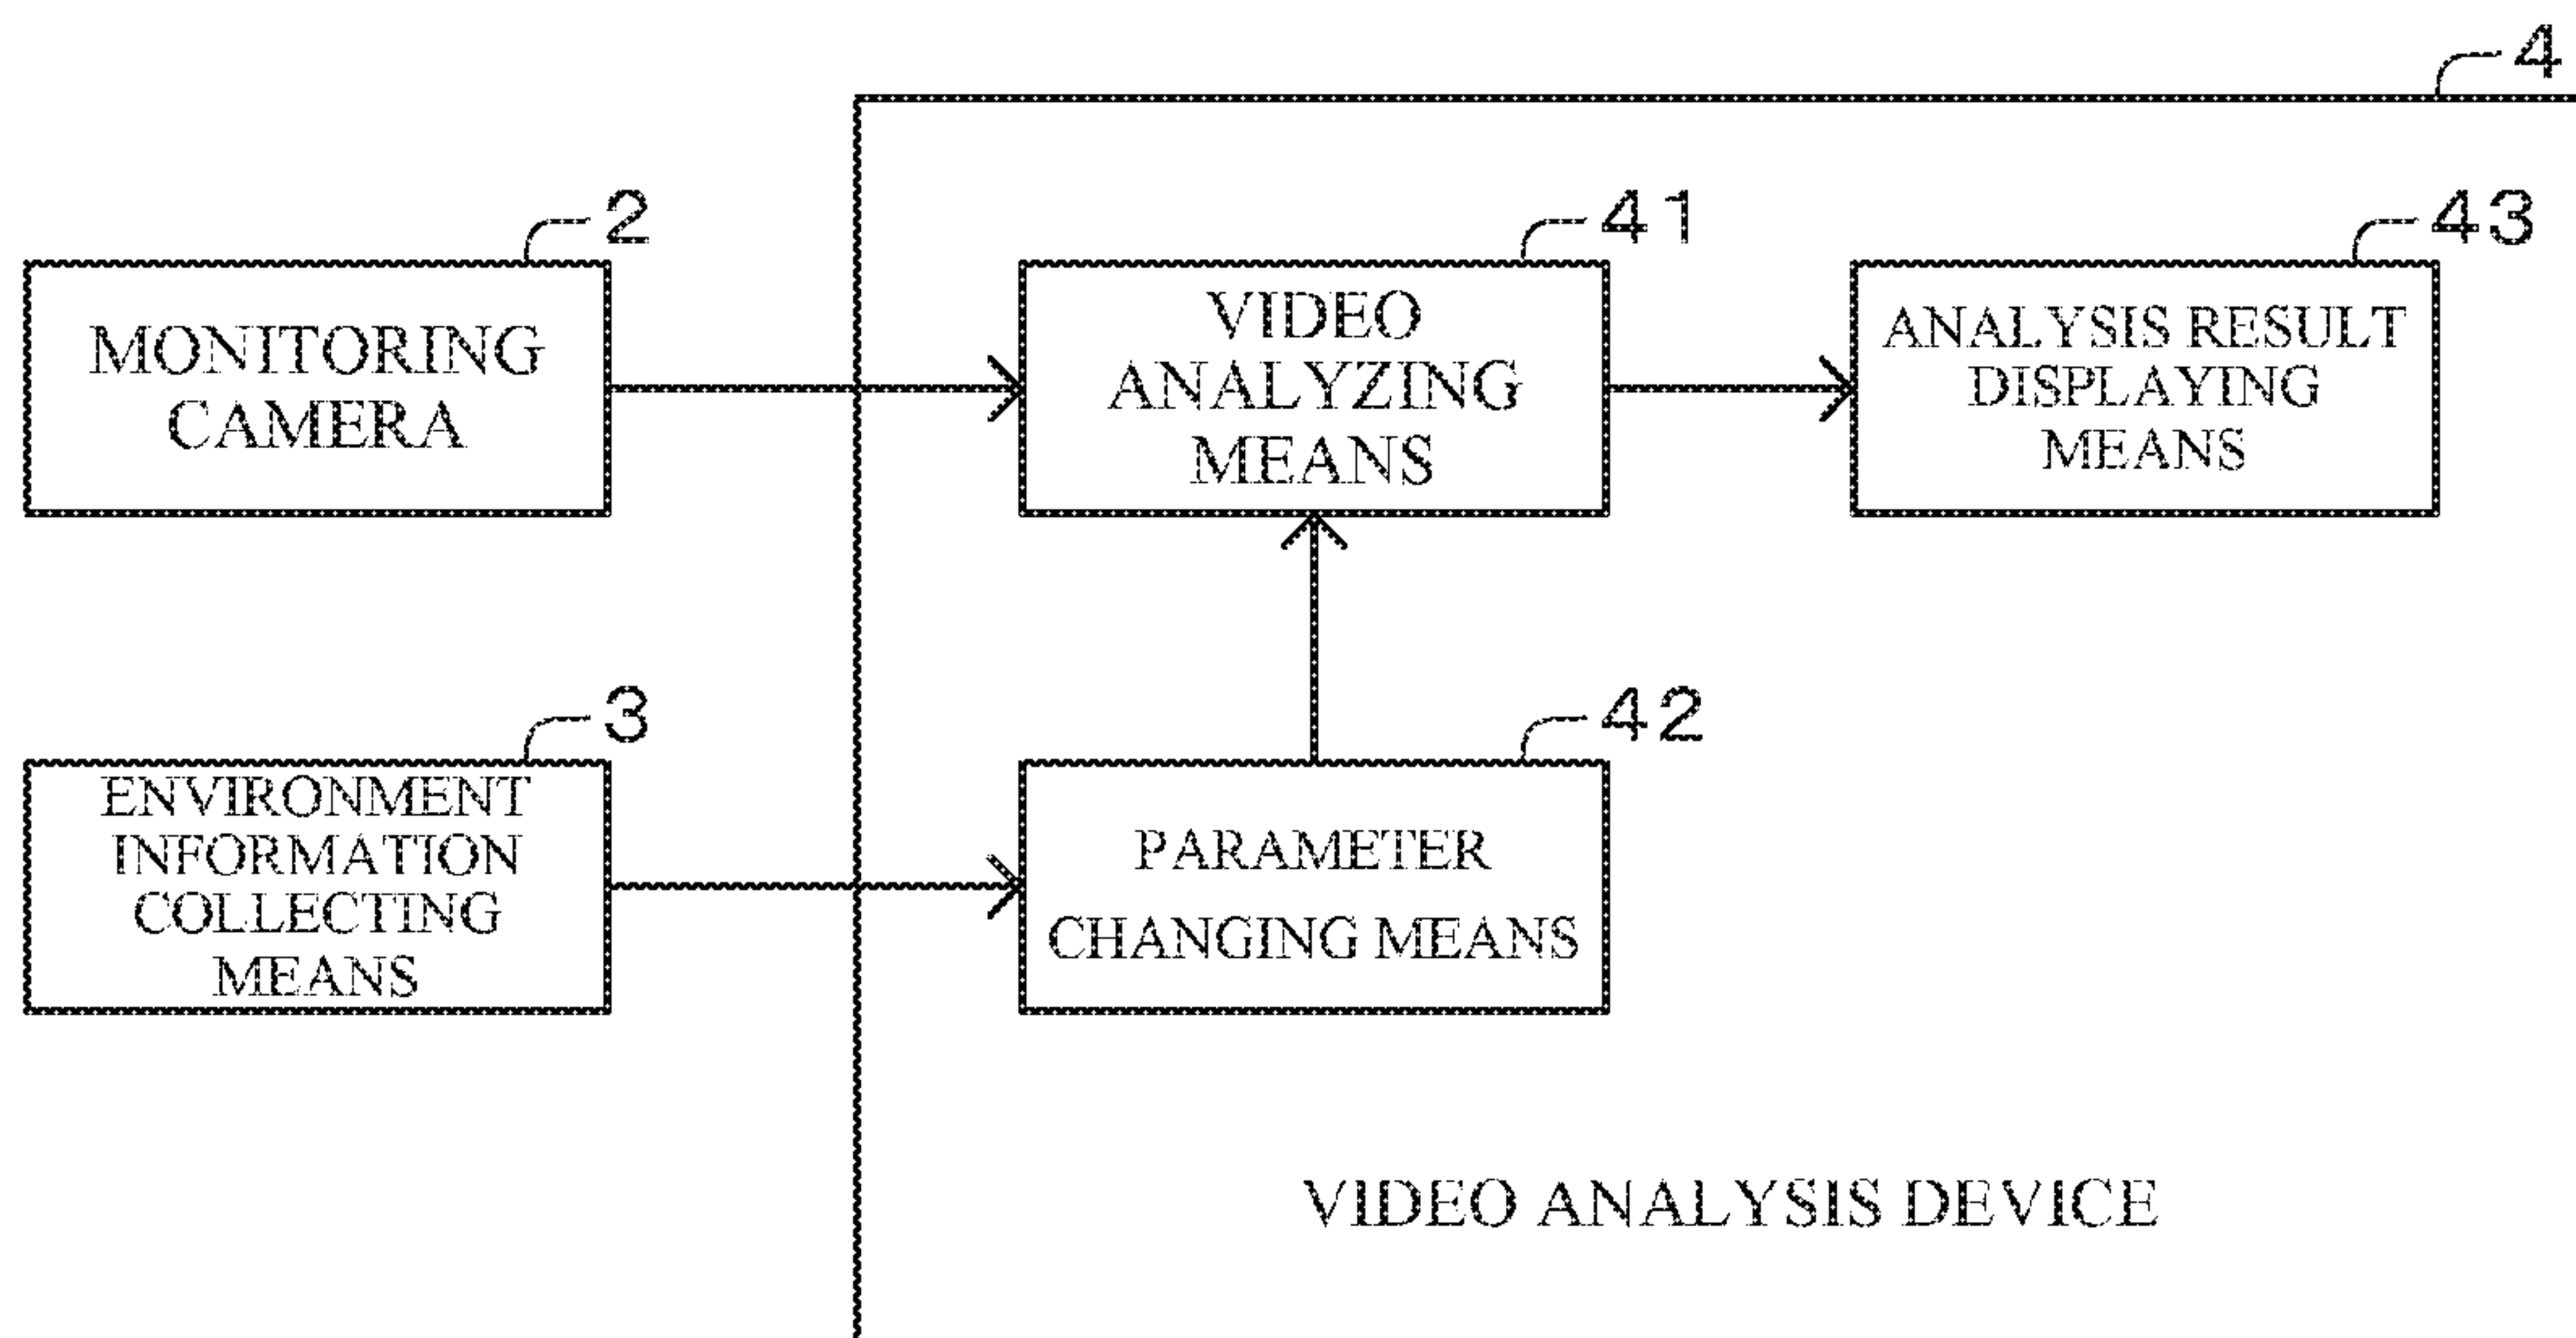 4
2
MONITORING
CAMERA
41
VIDEO
ANALYZING
MEANS
43
ANALYSIS RESULT
DISPLAYING
MEANS
3
ENVIRONMENT
INFORMATION
COLLECTING
MEANS
42
PARAMETER
CHANGING MEANS
VIDEO ANALYSIS DEVICE